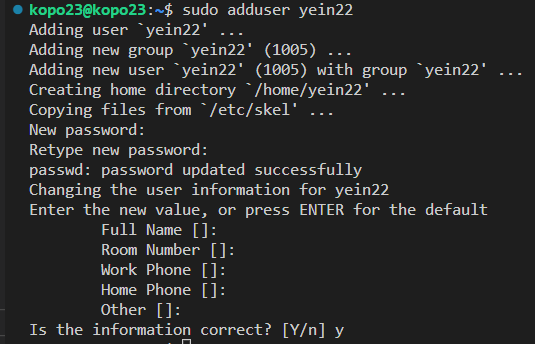 kopo23@kopo23:~$ sudo adduser yein22
Adding user `yein22' ...
Adding new group `yein22' (1005) ...
Adding new user `yein22' (1005) with group `yein22' ...
Creating home directory `/home/yein22' ...
Copying files from `/etc/skel' ...
New password:
Retype new password:
passwd: password updated successfully
Changing the user information for yein22
Enter the new value, or press ENTER for the default
Full Name []:
Room Number []:
Work Phone []:
Home Phone []:
Other []:
Is the information correct? [Y/n] y